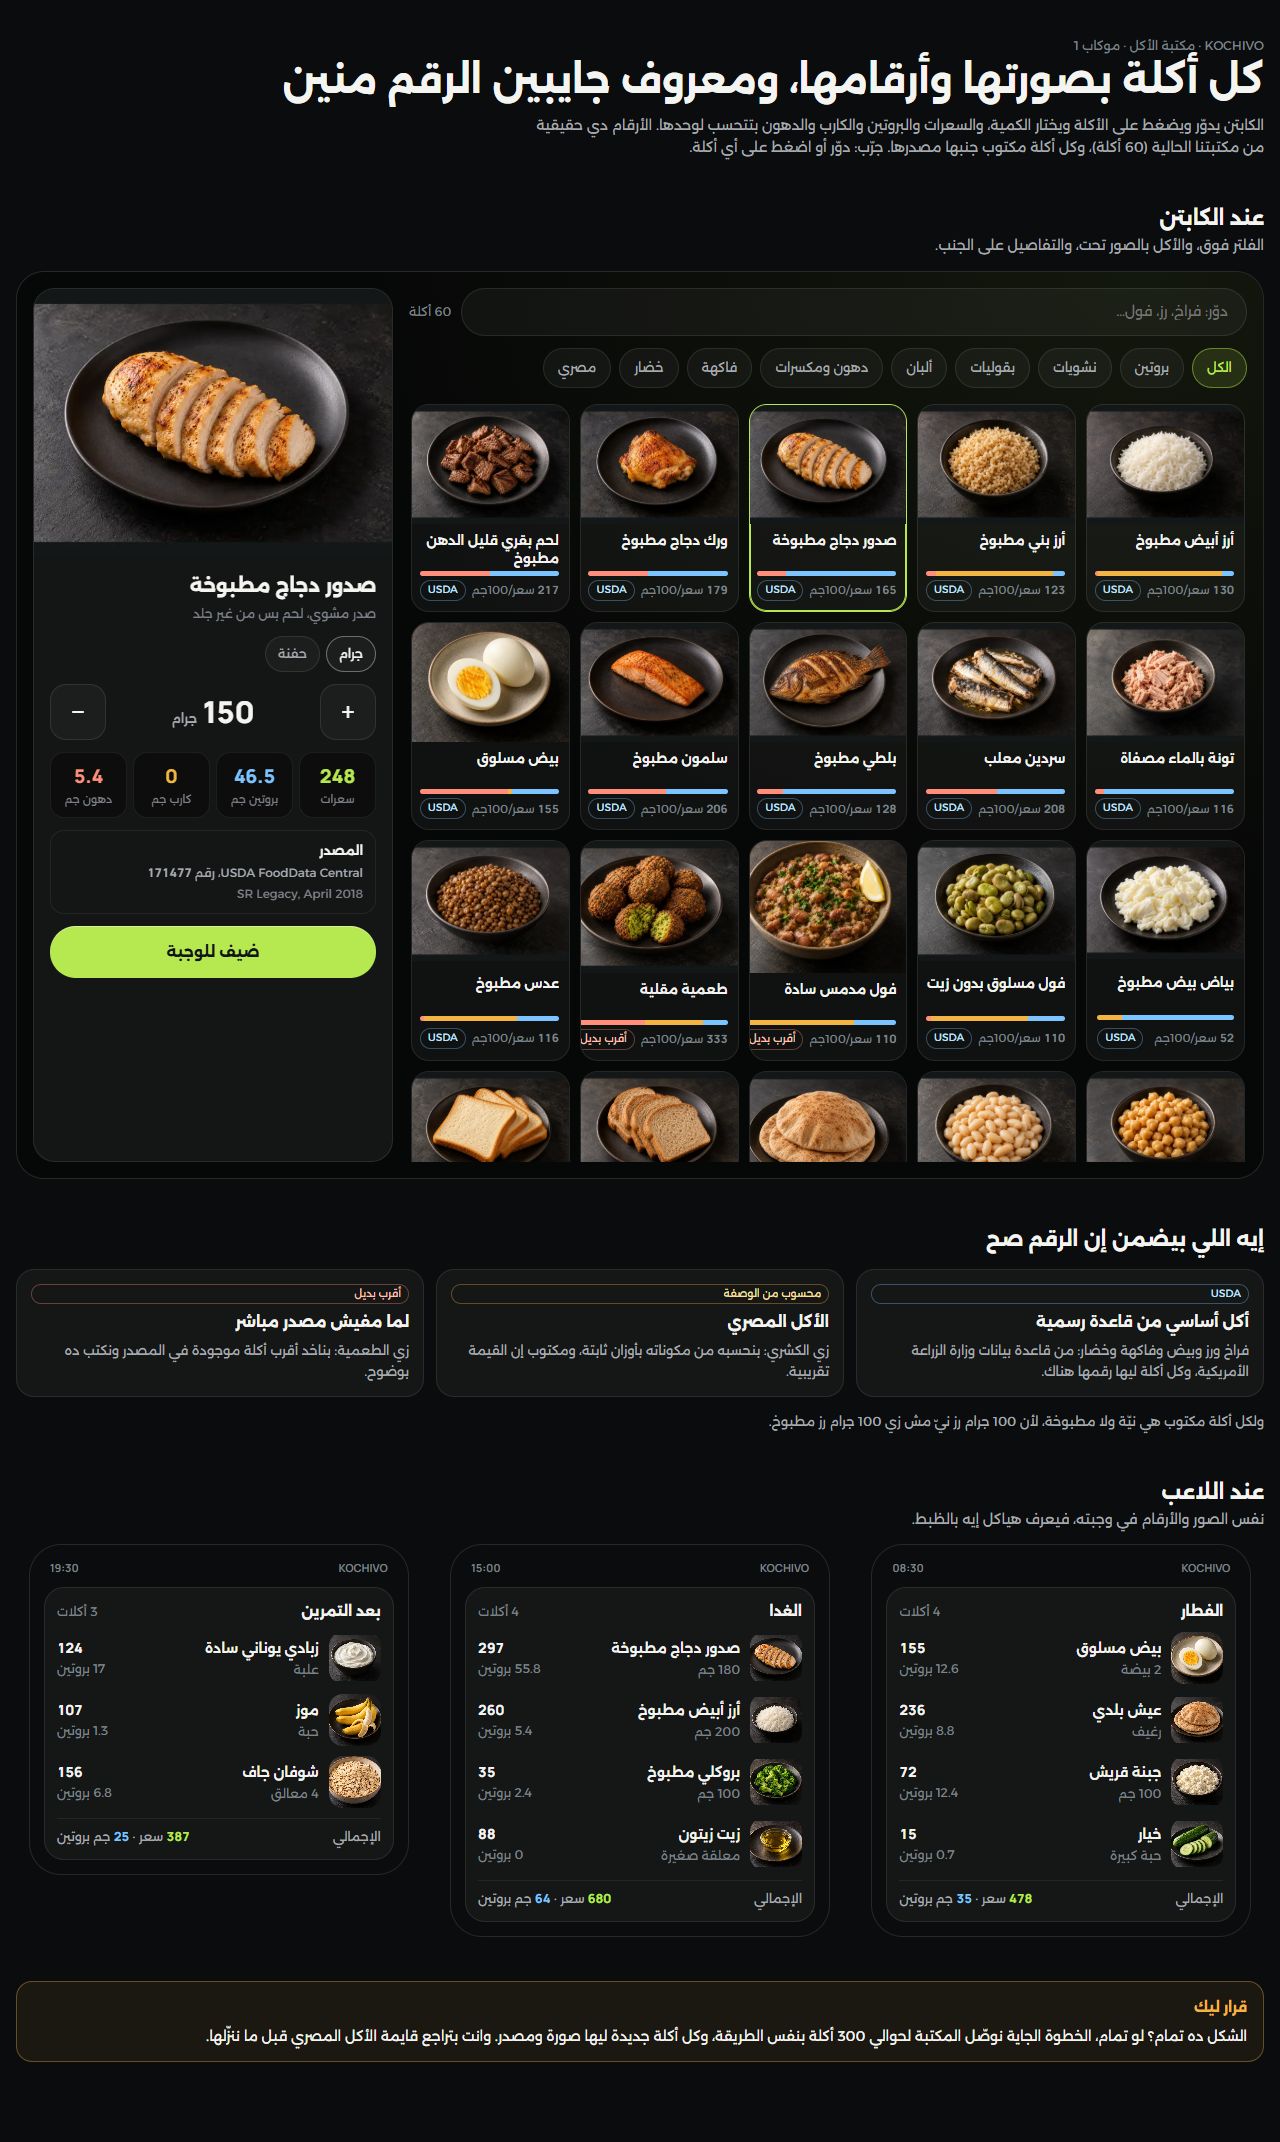 KOCHIVO · مكتبة الأكل · موكاب 1
كل أكلة بصورتها وأرقامها، ومعروف جايبين الرقم منين
الكابتن يدوّر ويضغط على الأكلة ويختار الكمية، والسعرات والبروتين والكارب والدهون بتتحسب لوحدها. الأرقام دي حقيقية
من مكتبتنا الحالية (60 أكلة)، وكل أكلة مكتوب جنبها مصدرها. جرّب: دوّر أو اضغط على أي أكلة.
عند الكابتن
الفلتر فوق، والأكل بالصور تحت، والتفاصيل على الجنب.
دوّر: فراخ، رز، فول...
60 أكلة
الكل
بروتين
نشويات
بقوليات
ألبان
دهون ومكسرات
فاكهة
خضار
مصري
أرز أبيض مطبوخ
130 سعر/100جم
USDA
أرز بني مطبوخ
123 سعر/100جم
USDA
صدور دجاج مطبوخة
165 سعر/100جم
USDA
ورك دجاج مطبوخ
179 سعر/100جم
USDA
لحم بقري قليل الدهن
مطبوخ
217 سعر/100جم
USDA
تونة بالماء مصفاة
116 سعر/100جم
USDA
سردين معلب
208 سعر/100جم
USDA
بلطي مطبوخ
128 سعر/100جم
USDA
سلمون مطبوخ
206 سعر/100جم
USDA
بيض مسلوق
155 سعر/100جم
USDA
بياض بيض مطبوخ
52 سعر/100جم
USDA
فول مسلوق بدون زيت
110 سعر/100جم
USDA
فول مدمس سادة
110 سعر/100جم
أقرب بديل
طعمية مقلية
333 سعر/100جم
أقرب بديل
عدس مطبوخ
116 سعر/100جم
USDA
صدور دجاج مطبوخة
صدر مشوي، لحم بس من غير جلد
جرام
حفنة
+
150 جرام
−
248
سعرات
46.5
بروتين جم
0
كارب جم
5.4
دهون جم
المصدر
USDA FoodData Central، رقم 171477
SR Legacy, April 2018
ضيف للوجبة
إيه اللي بيضمن إن الرقم صح
USDA
أكل أساسي من قاعدة رسمية
فراخ ورز وبيض وفاكهة وخضار: من قاعدة بيانات وزارة الزراعة
الأمريكية، وكل أكلة ليها رقمها هناك.
محسوب من الوصفة
الأكل المصري
زي الكشري: بنحسبه من مكوناته بأوزان ثابتة، ومكتوب إن القيمة
تقريبية.
أقرب بديل
لما مفيش مصدر مباشر
زي الطعمية: بناخد أقرب أكلة موجودة في المصدر ونكتب ده
بوضوح.
ولكل أكلة مكتوب هي نيّة ولا مطبوخة، لأن 100 جرام رز نيّ مش زي 100 جرام رز مطبوخ.
عند اللاعب
نفس الصور والأرقام في وجبته، فيعرف هياكل إيه بالظبط.
KOCHIVO
08:30
الفطار
4 أكلات
بيض مسلوق
155
2 بيضة
12.6 بروتين
عيش بلدي
236
رغيف
8.8 بروتين
جبنة قريش
72
100 جم
12.4 بروتين
خيار
15
حبة كبيرة
0.7 بروتين
الإجمالي
478 سعر · 35 جم بروتين
KOCHIVO
15:00
الغدا
4 أكلات
صدور دجاج مطبوخة
297
180 جم
55.8 بروتين
أرز أبيض مطبوخ
260
200 جم
5.4 بروتين
بروكلي مطبوخ
35
100 جم
2.4 بروتين
زيت زيتون
88
معلقة صغيرة
0 بروتين
الإجمالي
680 سعر · 64 جم بروتين
KOCHIVO
19:30
بعد التمرين
3 أكلات
زبادي يوناني سادة
124
علبة
17 بروتين
موز
107
حبة
1.3 بروتين
شوفان جاف
156
4 معالق
6.8 بروتين
الإجمالي
387 سعر · 25 جم بروتين
قرار ليك
الشكل ده تمام؟ لو تمام، الخطوة الجاية نوصّل المكتبة لحوالي 300 أكلة بنفس الطريقة، وكل أكلة جديدة ليها صورة ومصدر. وانت بتراجع قايمة الأكل المصري قبل ما ننزّلها.